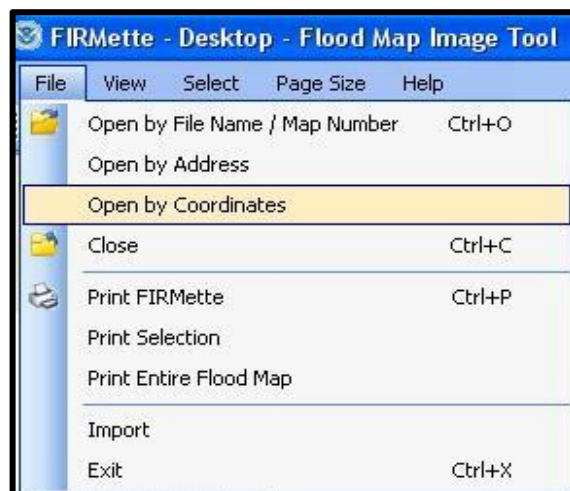 FIRMette - Desktop - Flood Map Image Tool
File View Select Page Size Help
Open by File Name / Map Number Ctrl+O
Open by Address
Open by Coordinates
Close Ctrl+C
Print FIRMette Ctrl+P
Print Selection
Print Entire Flood Map
Import
Exit Ctrl+X